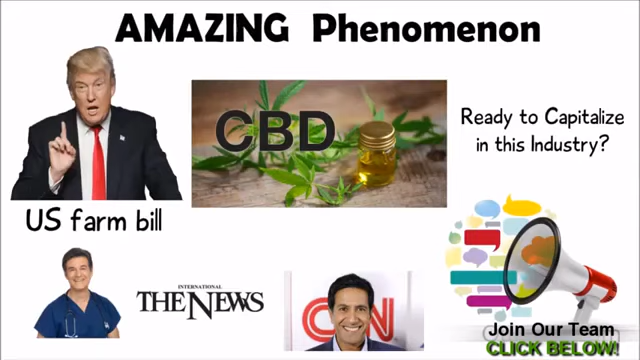 AMAZING Phenomenon
CBD
Ready to Capitalize
in this Industry?
US farm bill
INTERNATIONAL
THE NEWS
CNN
Join Our Team
CLICK BELOW!